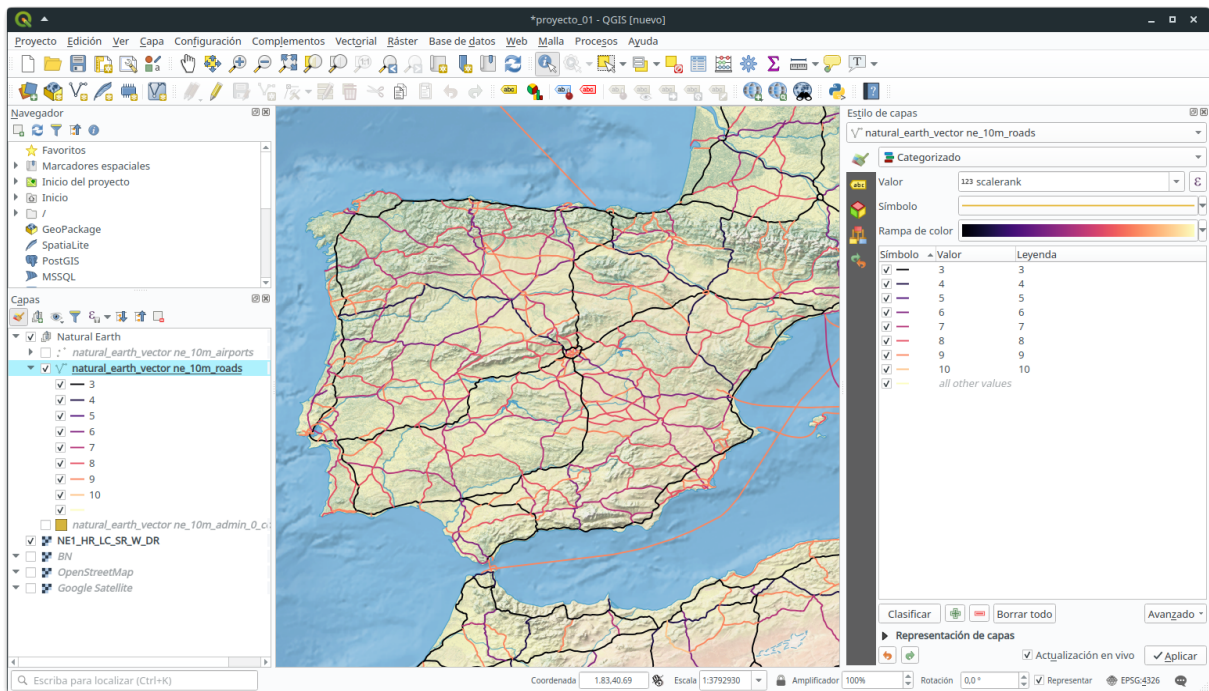 *proyecto_01 - QGIS [nuevo]
Proyecto Edición Ver Capa Configuración Complementos Vectorial Ráster Base de datos Web Malla Procesos Ayuda
Navegador
Favoritos
Marcadores espaciales
Inicio del proyecto
Inicio
/
GeoPackage
SpatiaLite
PostGIS
MSSQL
Capas
Natural Earth
natural_earth_vector ne_10m_airports
natural_earth_vector ne_10m_roads
3
4
5
6
7
8
9
10
natural_earth_vector ne_10m_admin_0_c
NE1_HR_LC_SR_W_DR
BN
OpenStreetMap
Google Satellite
Estilo de capas
natural_earth_vector ne_10m_roads
Categorizado
Valor 123 scalerank ε
Símbolo
Rampa de color
Símbolo Valor Leyenda
3 3
4 4
5 5
6 6
7 7
8 8
9 9
10 10
all other values
Clasificar Borrar todo Avanzado
Representación de capas
Actualización en vivo Aplicar
Escriba para localizar (Ctrl+K) Coordenada 1.83,40.69 Escala 1:3792930 Amplificador 100% Rotación 0,0 ° Representar EPSG:4326